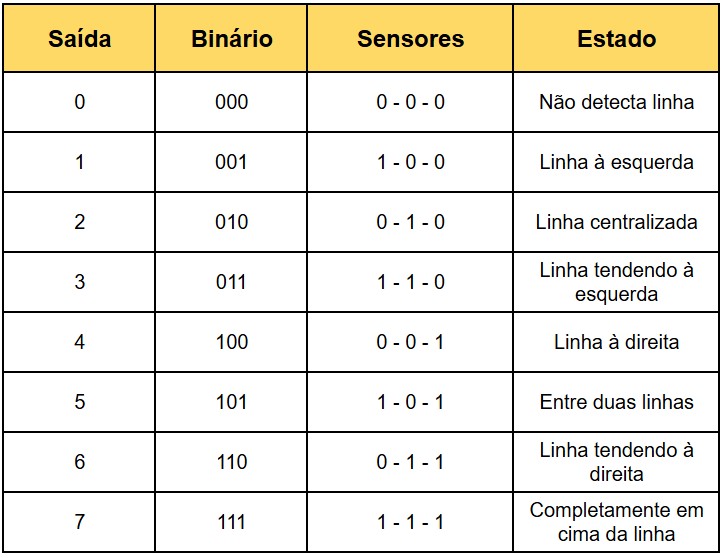 Saída Binário Sensores Estado
0 000 0 - 0 - 0 Não detecta linha
1 001 1 - 0 - 0 Linha à esquerda
2 010 0 - 1 - 0 Linha centralizada
3 011 1 - 1 - 0 Linha tendendo à
esquerda
4 100 0 - 0 - 1 Linha à direita
5 101 1 - 0 - 1 Entre duas linhas
6 110 0 - 1 - 1 Linha tendendo à
direita
7 111 1 - 1 - 1 Completamente em
cima da linha